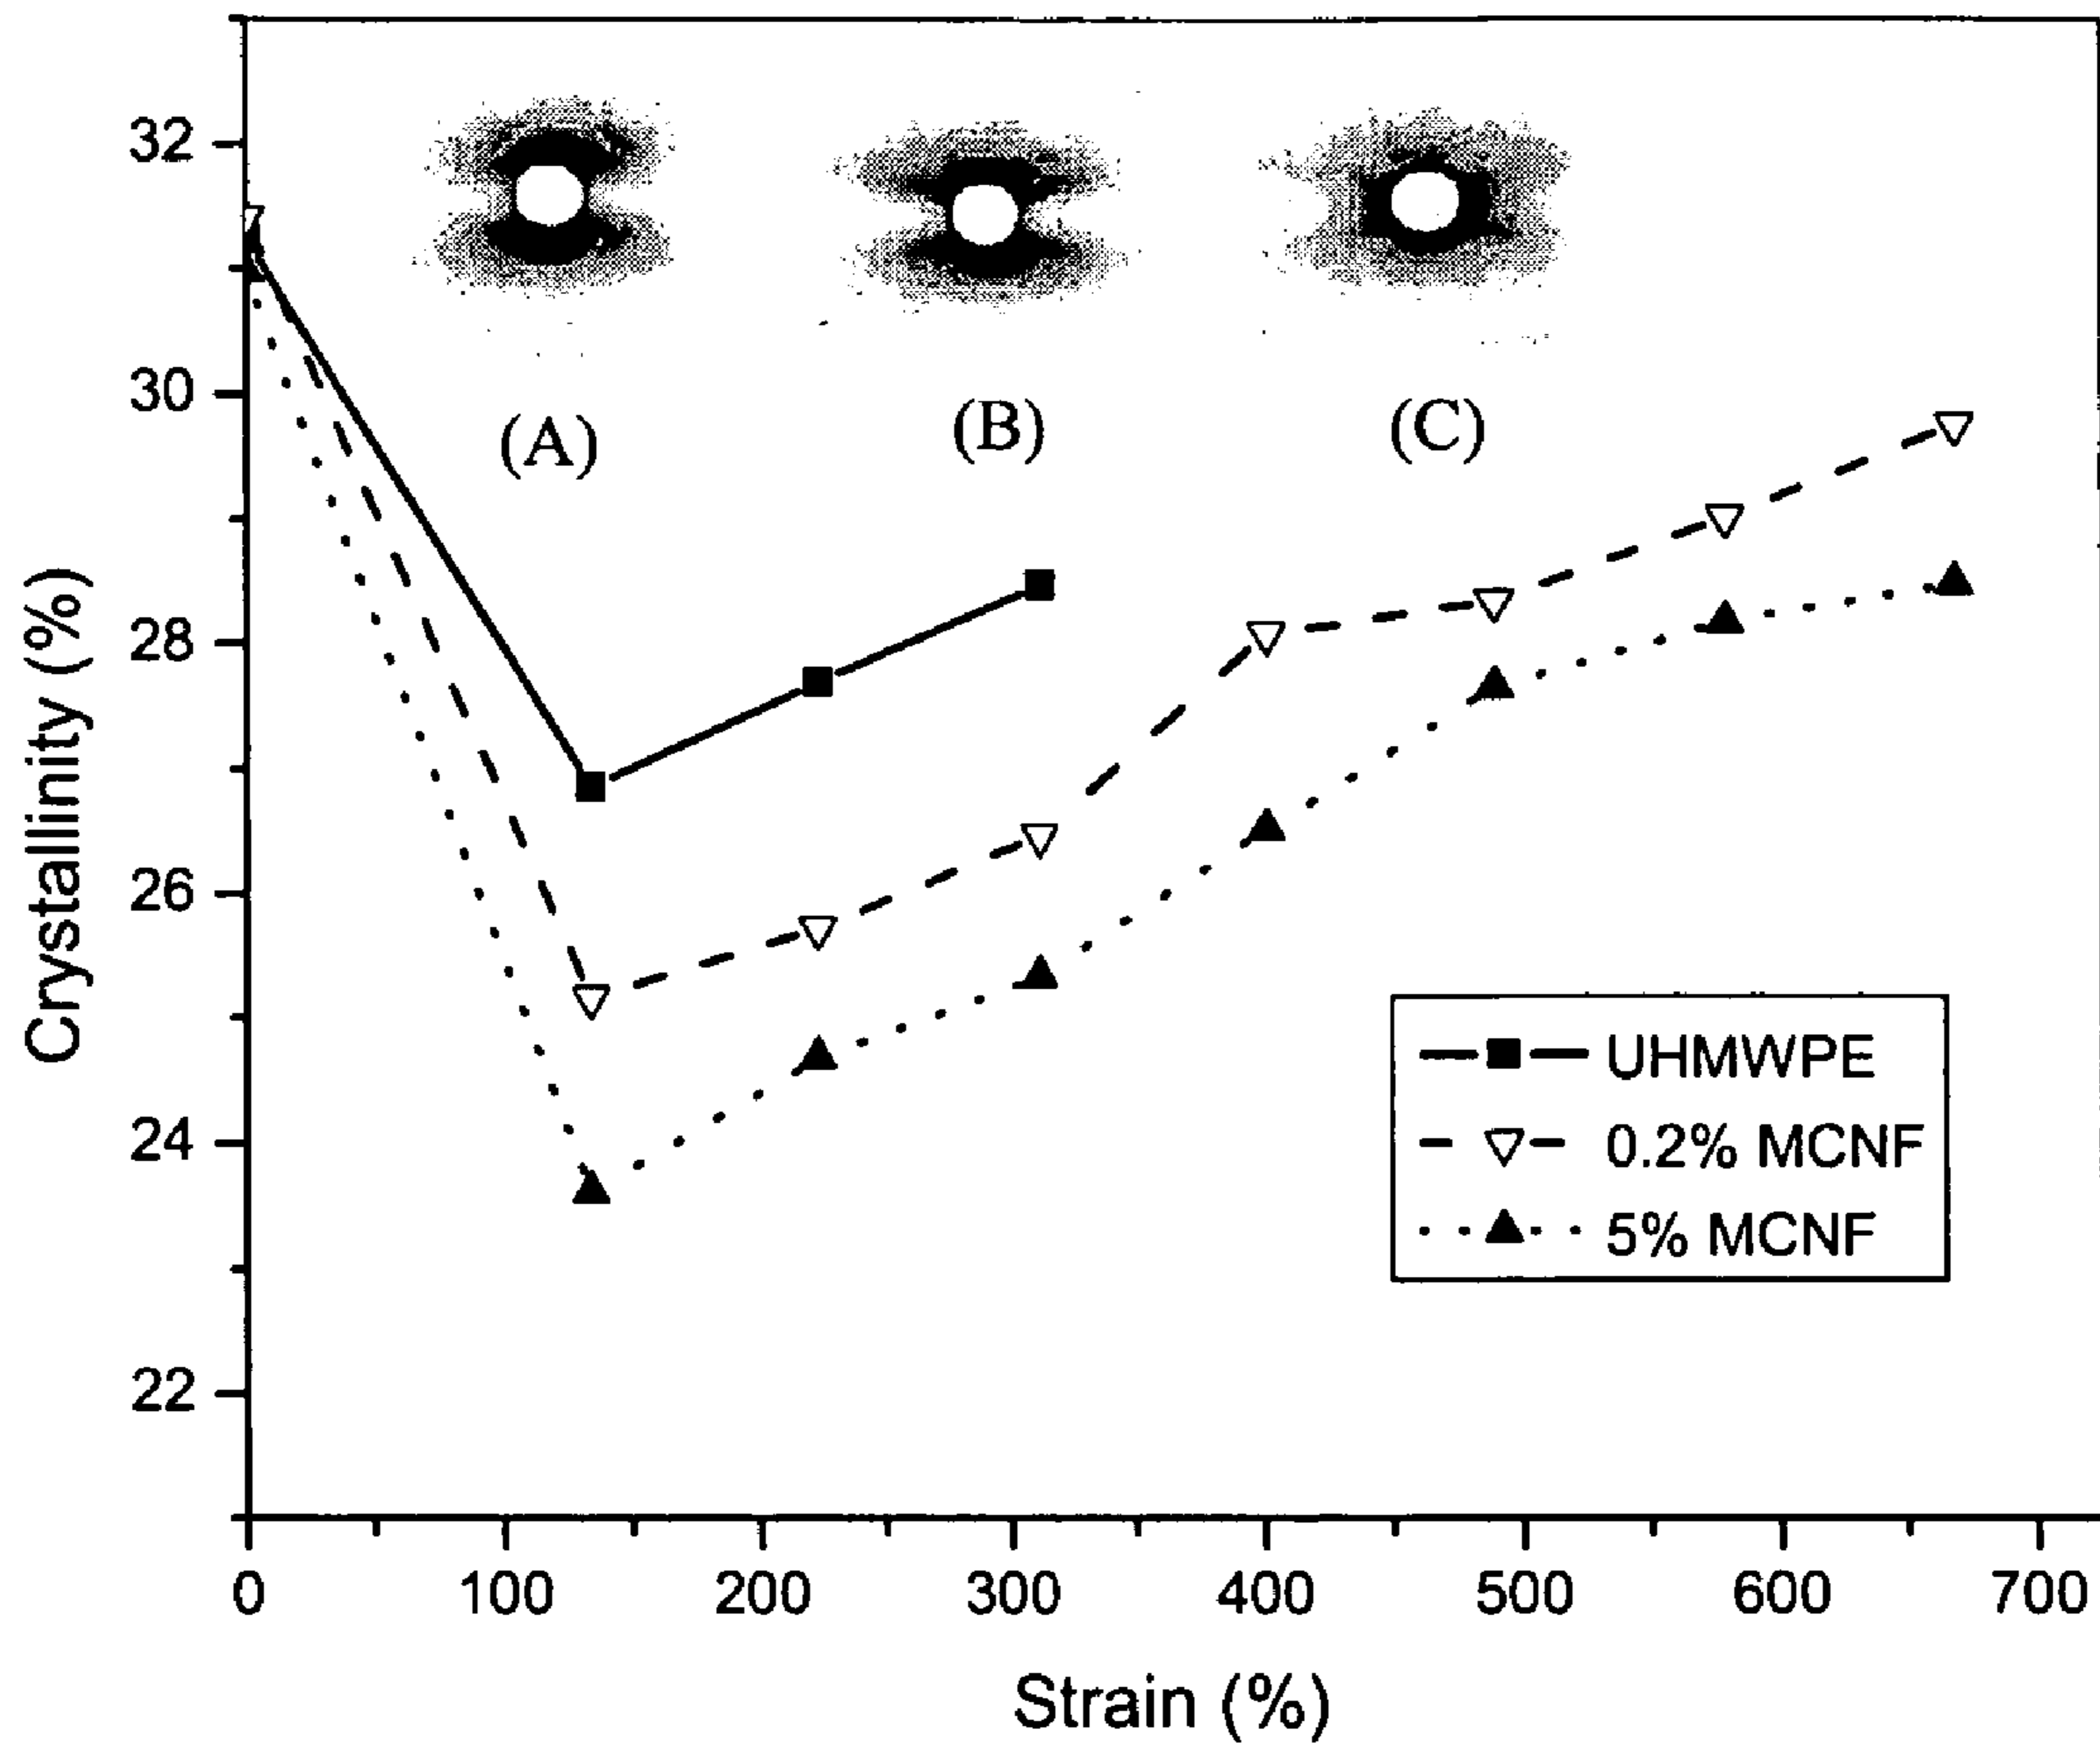 32
30
28
26
24
22
Crystallinity (%)
(A) (B) (C)
UHMWPE
0.2% MCNF
5% MCNF
0 100 200 300 400 500 600 700
Strain (%)